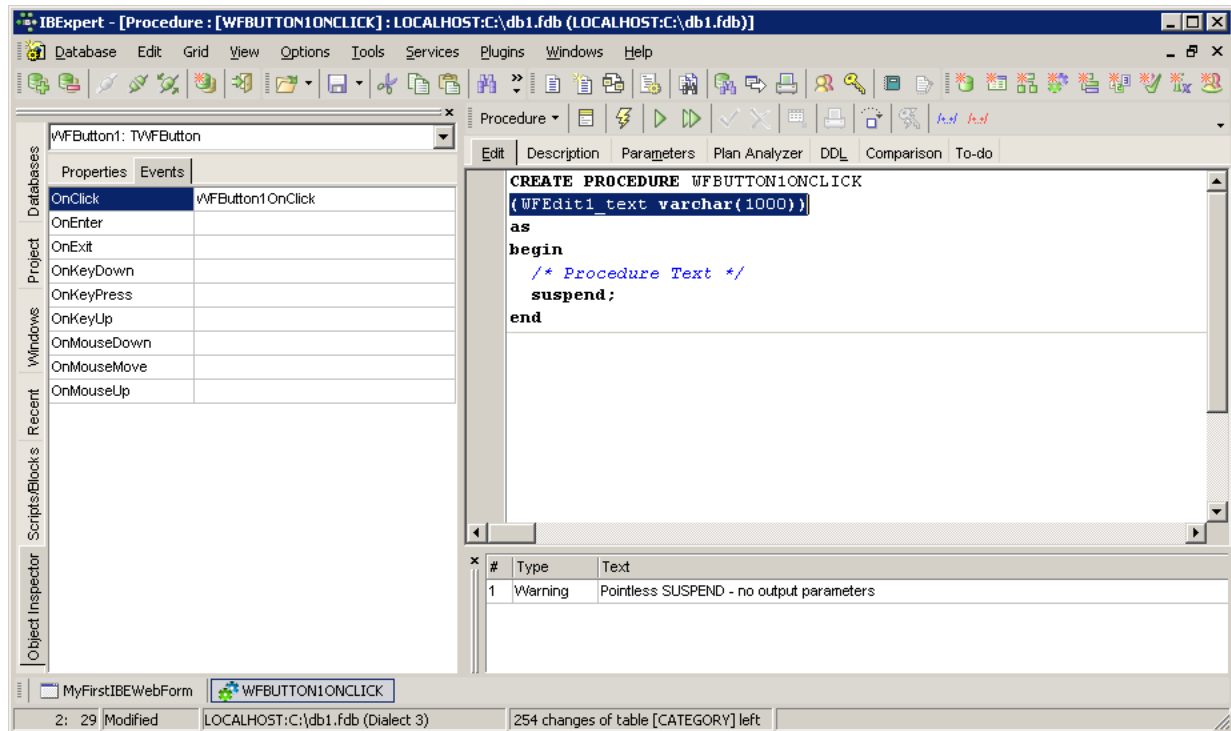 IBExpert - [Procedure : [WFBUTTON1ONCLICK] : LOCALHOST:C:\db1.fdb (LOCALHOST:C:\db1.fdb)]
Database Edit Grid View Options Tools Services Plugins Windows Help
Procedure
WFButton1: TWFButton
Edit Description Parameters Plan Analyzer DDL Comparison To-do
Properties Events
OnClick WFButton1OnClick
OnEnter
OnExit
OnKeyDown
OnKeyPress
OnKeyUp
OnMouseDown
OnMouseMove
OnMouseUp
Databases
Project
Windows
Recent
Scripts/Blocks
Object Inspector
CREATE PROCEDURE WFBUTTON1ONCLICK
(WFEdit1_text varchar(1000))
as
begin
/* Procedure Text */
suspend;
end
# Type Text
1 Warning Pointless SUSPEND - no output parameters
MyFirstIBEWebForm WFBUTTON1ONCLICK
2: 29 Modified LOCALHOST:C:\db1.fdb (Dialect 3) 254 changes of table [CATEGORY] left